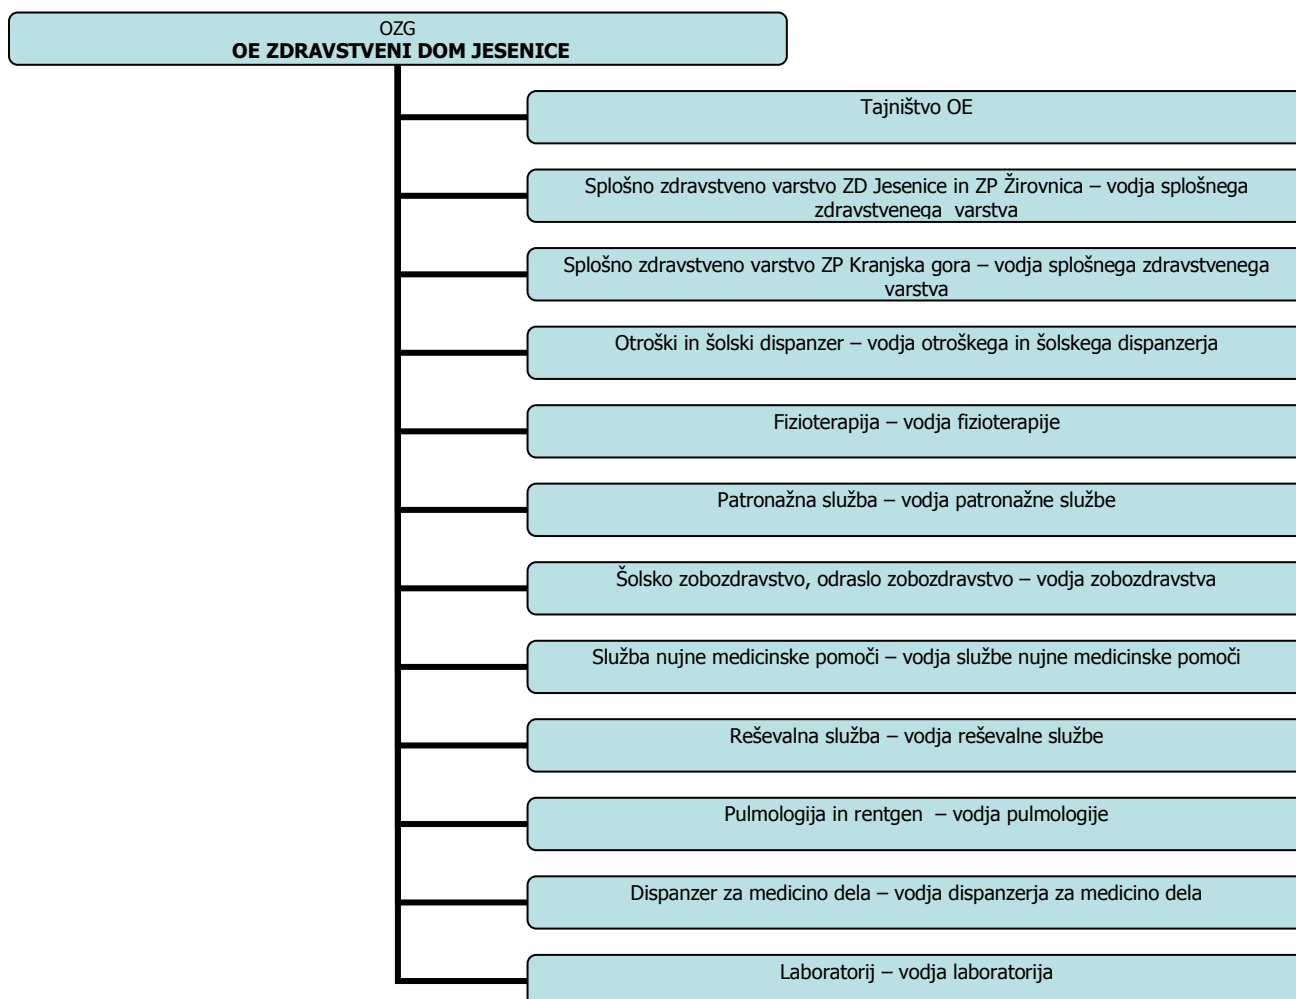 OZG
OE ZDRAVSTVENI DOM JESENICE
Tajništvo OE
Splošno zdravstveno varstvo ZD Jesenice in ZP Žirovnica – vodja splošnega
zdravstvenega varstva
Splošno zdravstveno varstvo ZP Kranjska gora – vodja splošnega zdravstvenega
varstva
Otroški in šolski dispanzer – vodja otroškega in šolskega dispanzerja
Fizioterapija – vodja fizioterapije
Patronažna služba – vodja patronažne službe
Šolsko zobozdravstvo, odraslo zobozdravstvo – vodja zobozdravstva
Služba nujne medicinske pomoči – vodja službe nujne medicinske pomoči
Reševalna služba – vodja reševalne službe
Pulmologija in rentgen – vodja pulmologije
Dispanzer za medicino dela – vodja dispanzerja za medicino dela
Laboratorij – vodja laboratorija